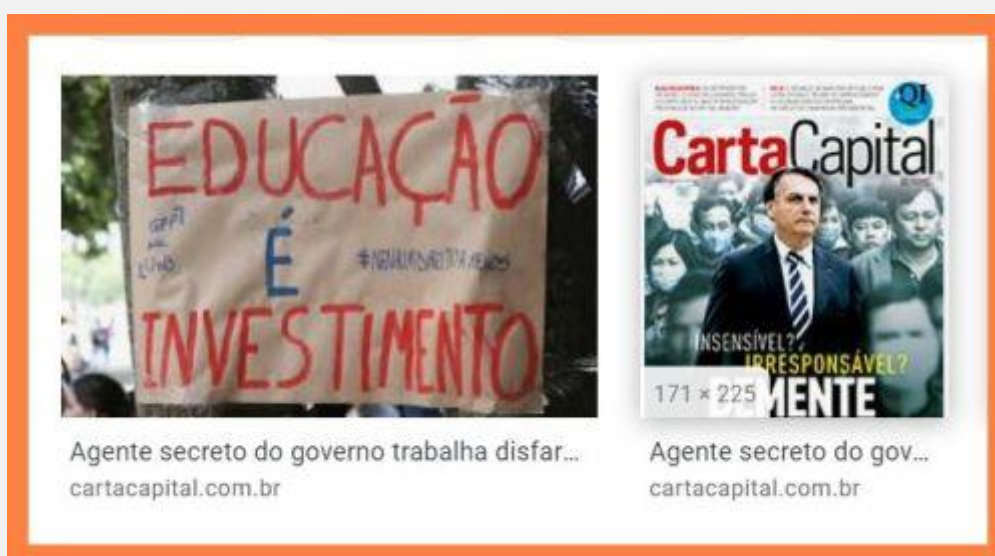 EDUCAÇÃO
É
INVESTIMENTO
QI
CartaCapital
INSENSÍVEL?
IRRESPONSÁVEL?
DEMENTE
171 × 225
Agente secreto do governo trabalha disfar...
cartacapital.com.br
Agente secreto do gov...
cartacapital.com.br